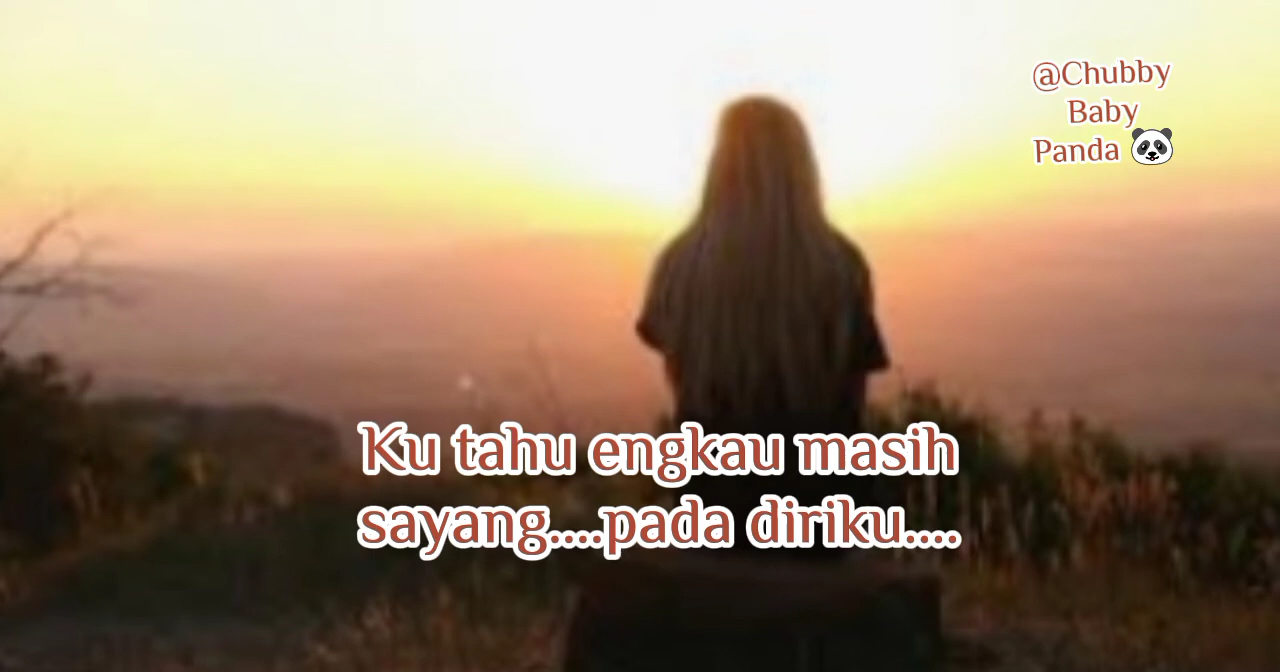 @Chubby
Baby
Panda 🐼
Ku tahu engkau masih
sayang....pada diriku....